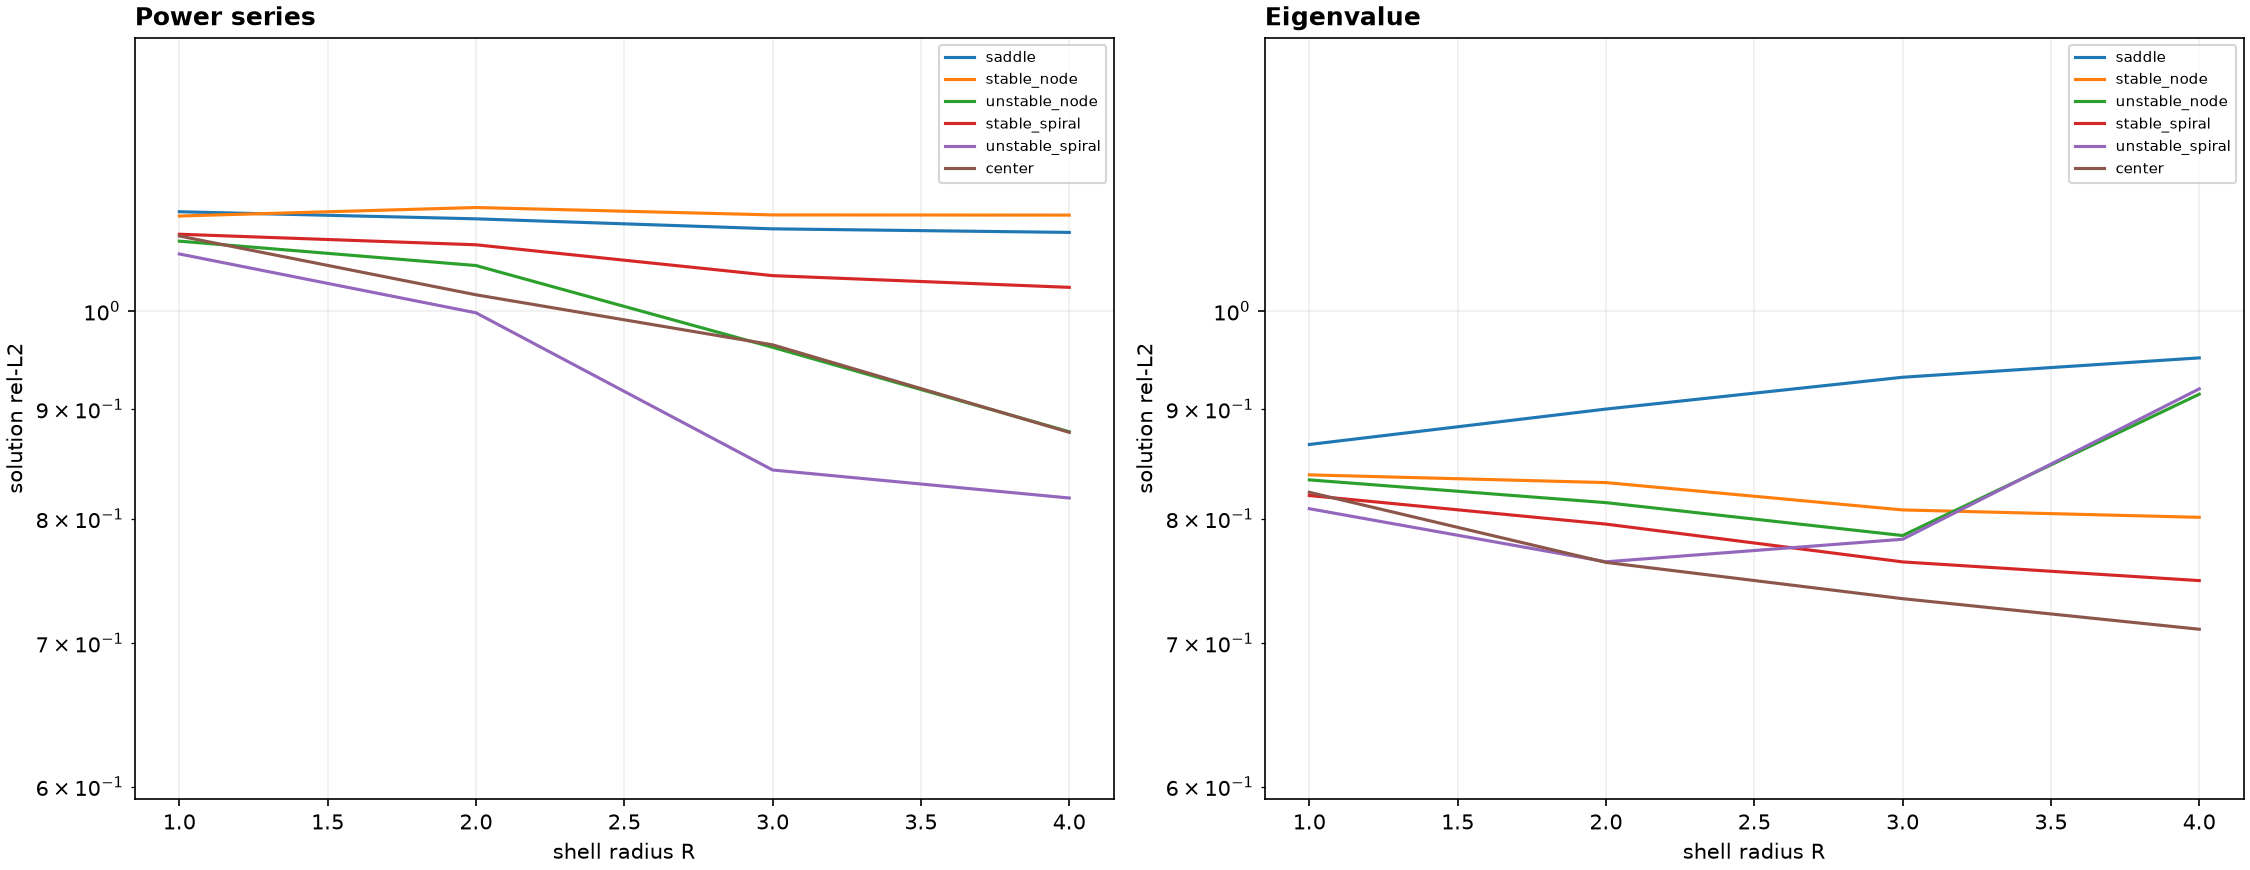 Power series
saddle
stable_node
unstable_node
stable_spiral
unstable_spiral
center
solution rel-L2
10⁰
9 × 10⁻¹
8 × 10⁻¹
7 × 10⁻¹
6 × 10⁻¹
1.0 1.5 2.0 2.5 3.0 3.5 4.0
shell radius R
Eigenvalue
saddle
stable_node
unstable_node
stable_spiral
unstable_spiral
center
solution rel-L2
10⁰
9 × 10⁻¹
8 × 10⁻¹
7 × 10⁻¹
6 × 10⁻¹
1.0 1.5 2.0 2.5 3.0 3.5 4.0
shell radius R